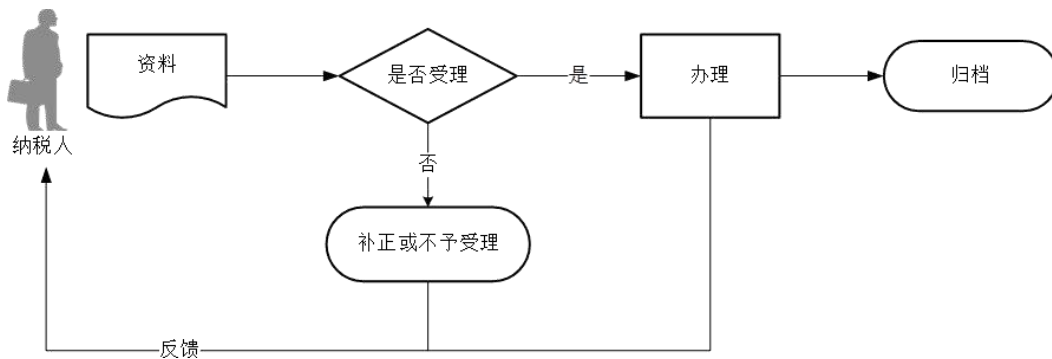 资料
是否受理
是
办理
归档
纳税人
否
补正或不予受理
反馈